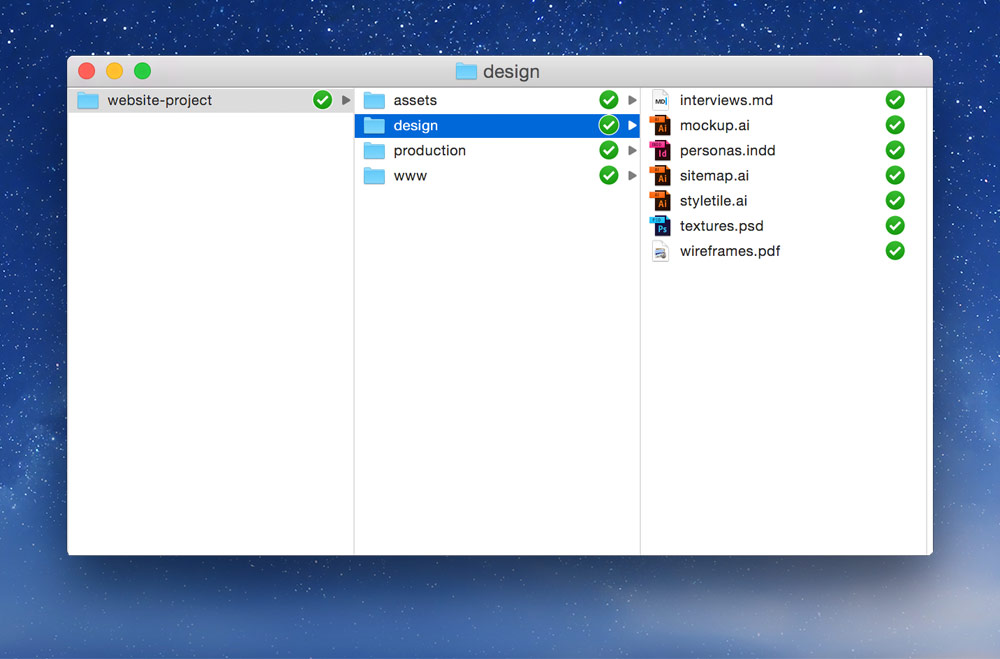 design
website-project
assets
design
production
www
interviews.md
mockup.ai
personas.indd
sitemap.ai
styletile.ai
textures.psd
wireframes.pdf
MD
Ai
Id
Ai
Ai
Ps